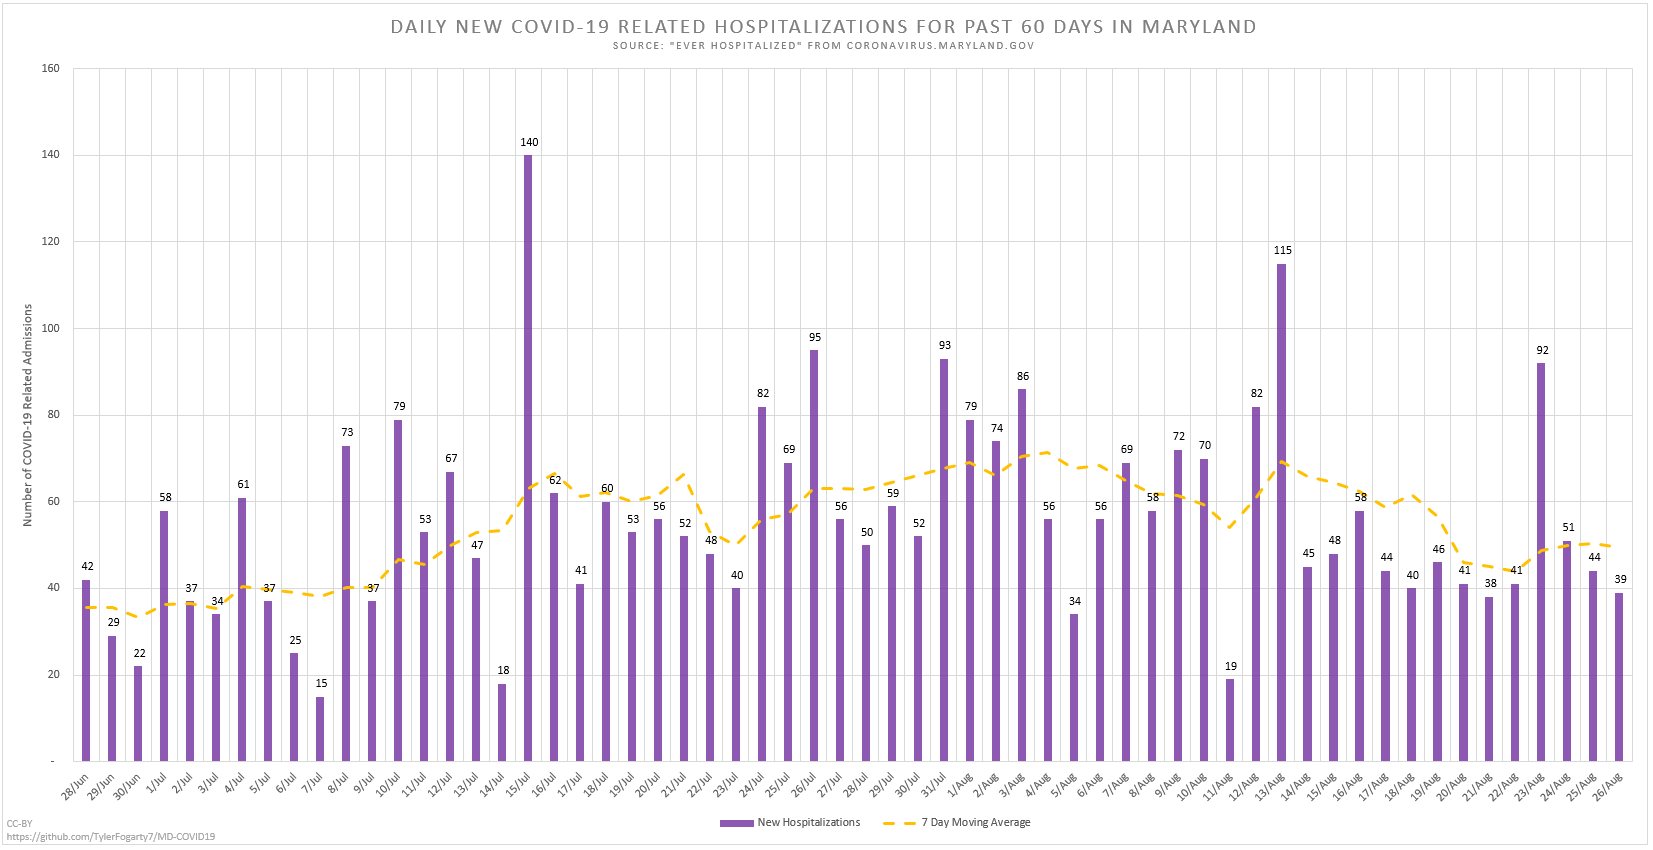 DAILY NEW COVID-19 RELATED HOSPITALIZATIONS FOR PAST 60 DAYS IN MARYLAND
SOURCE: "EVER HOSPITALIZED" FROM CORONAVIRUS.MARYLAND.GOV
Number of COVID-19 Related Admissions
160
140
120
100
80
60
40
20
-
42 29 22 58 37 34 61 37 25 15 73 37 79 53 67 47 18 140 62 41 60 53 56 52 48 40 82 69 95 56 50 59 52 93 79 74 86 56 34 56 69 58 72 70 19 82 115 45 48 58 44 40 46 41 38 41 92 51 44 39
28/Jun 29/Jun 30/Jun 1/Jul 2/Jul 3/Jul 4/Jul 5/Jul 6/Jul 7/Jul 8/Jul 9/Jul 10/Jul 11/Jul 12/Jul 13/Jul 14/Jul 15/Jul 16/Jul 17/Jul 18/Jul 19/Jul 20/Jul 21/Jul 22/Jul 23/Jul 24/Jul 25/Jul 26/Jul 27/Jul 28/Jul 29/Jul 30/Jul 31/Jul 1/Aug 2/Aug 3/Aug 4/Aug 5/Aug 6/Aug 7/Aug 8/Aug 9/Aug 10/Aug 11/Aug 12/Aug 13/Aug 14/Aug 15/Aug 16/Aug 17/Aug 18/Aug 19/Aug 20/Aug 21/Aug 22/Aug 23/Aug 24/Aug 25/Aug 26/Aug
New Hospitalizations 7 Day Moving Average
CC-BY
https://github.com/TylerFogarty7/MD-COVID19